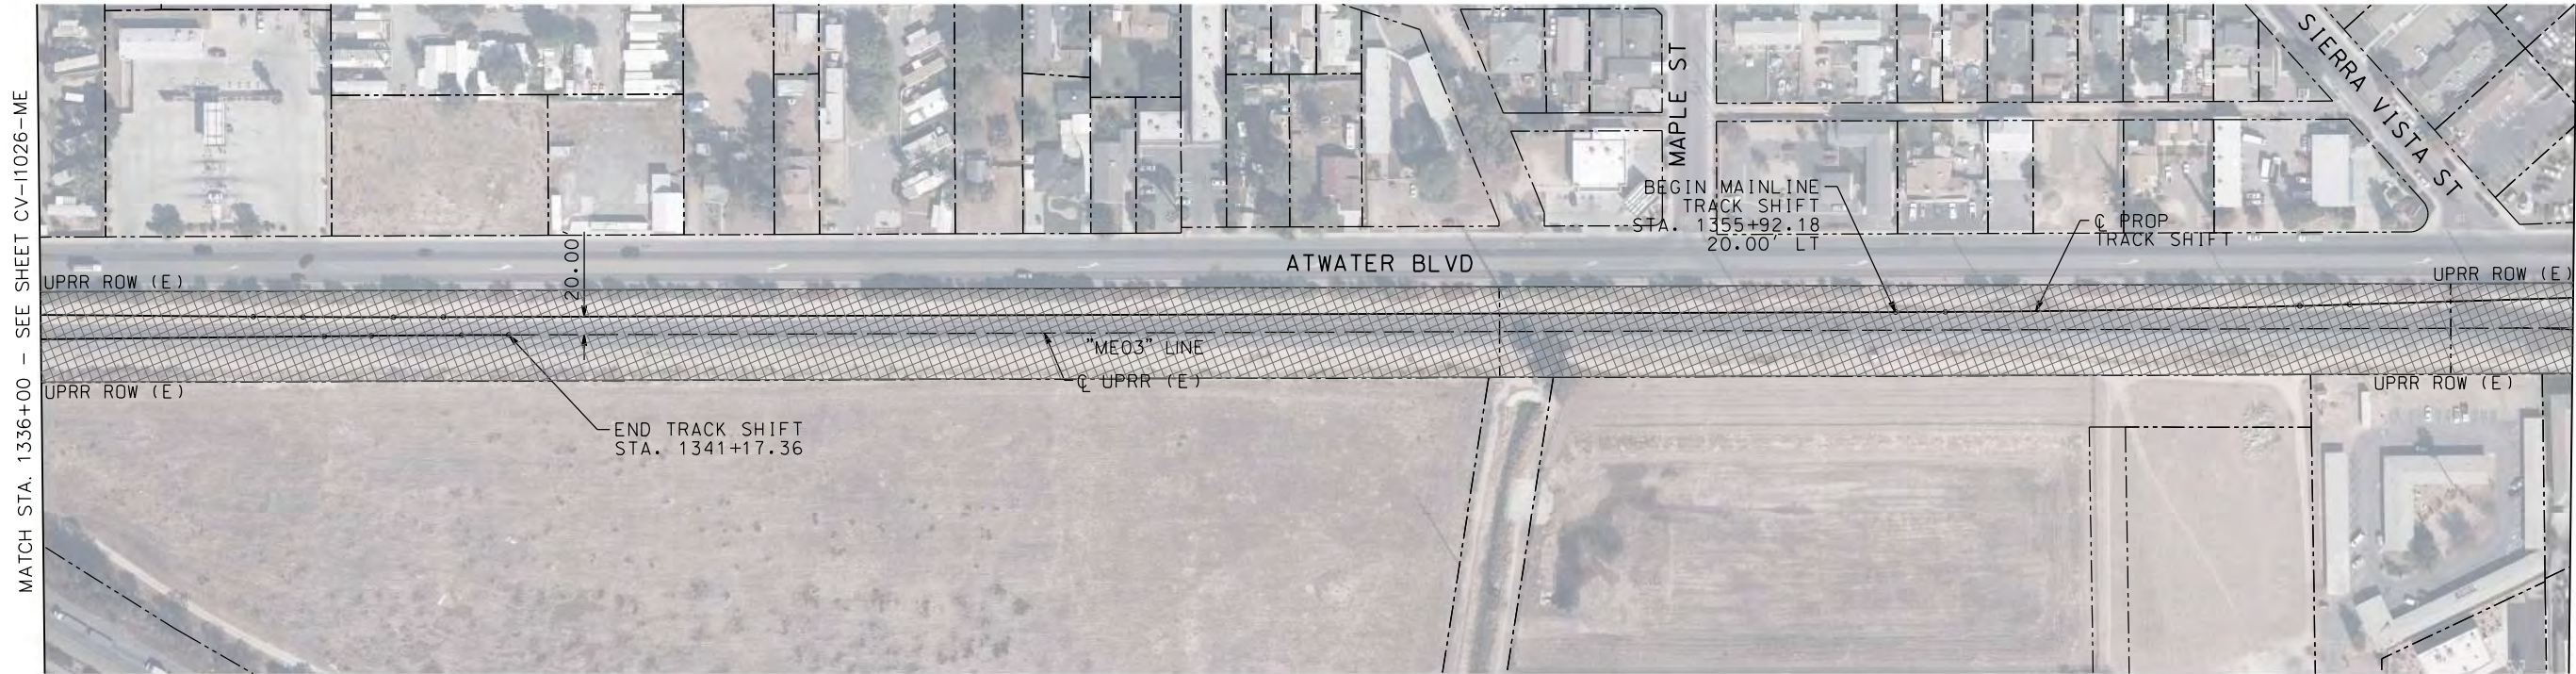 MATCH STA. 1336+00 - SEE SHEET CV-I1026-ME
SIERRA VISTA ST
MAPLE ST
BEGIN MAINLINE
TRACK SHIFT
STA. 1355+92.18
20.00' LT
℄ PROP
TRACK SHIFT
20.00'
ATWATER BLVD
UPRR ROW (E)
UPRR ROW (E)
"ME03" LINE
℄ UPRR (E)
UPRR ROW (E)
UPRR ROW (E)
END TRACK SHIFT
STA. 1341+17.36